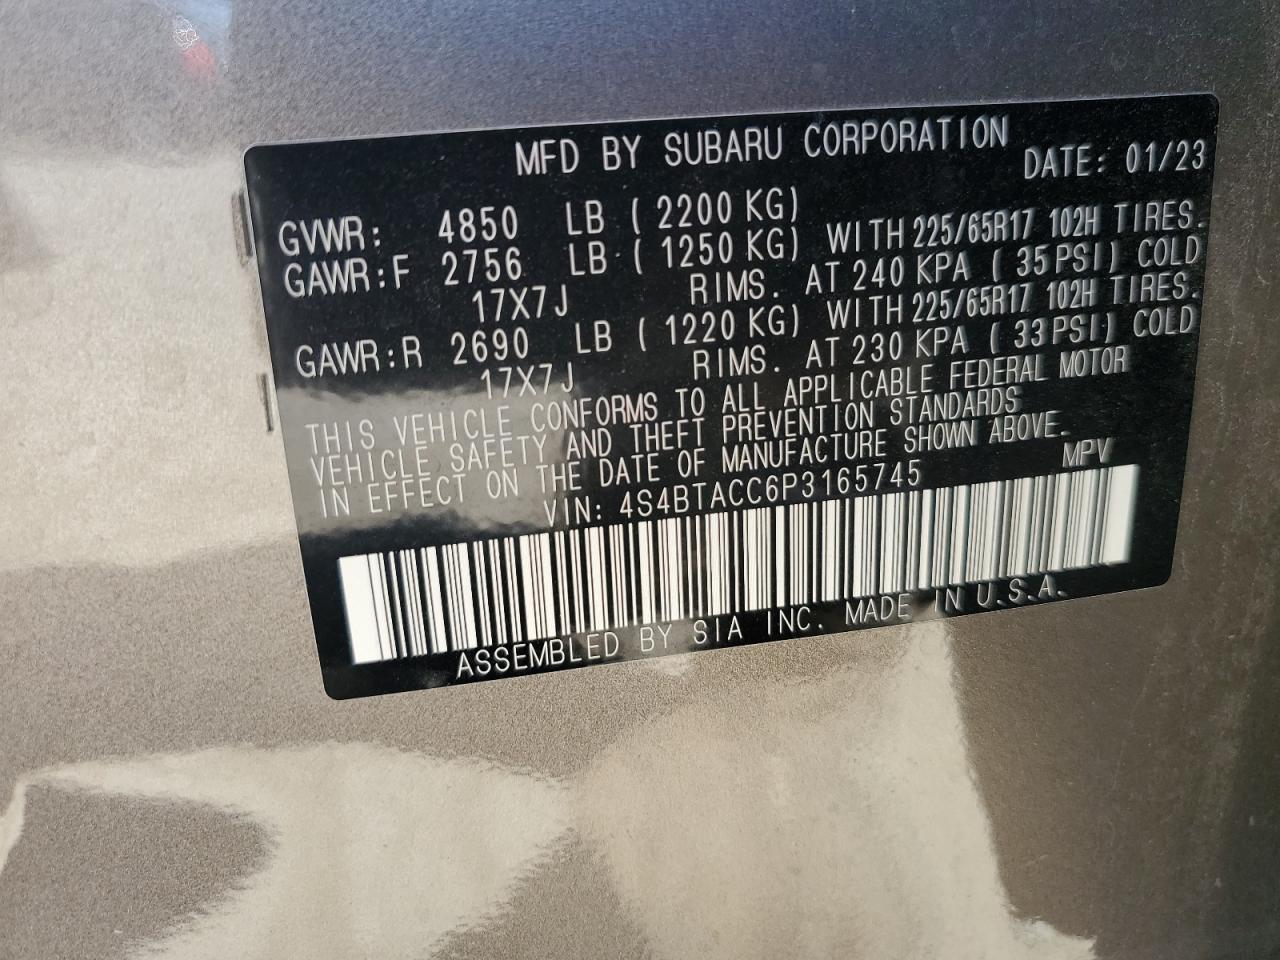 MFD BY SUBARU CORPORATION DATE: 01/23
GVWR: 4850 LB ( 2200 KG)
GAWR:F 2756 LB ( 1250 KG) WITH 225/65R17 102H TIRES.
17X7J RIMS. AT 240 KPA ( 35 PSI) COLD
GAWR:R 2690 LB ( 1220 KG) WITH 225/65R17 102H TIRES.
17X7J RIMS. AT 230 KPA ( 33 PSI) COLD
THIS VEHICLE CONFORMS TO ALL APPLICABLE FEDERAL MOTOR
VEHICLE SAFETY AND THEFT PREVENTION STANDARDS
IN EFFECT ON THE DATE OF MANUFACTURE SHOWN ABOVE.
VIN: 4S4BTACC6P3165745 MPV
ASSEMBLED BY SIA INC. MADE IN U.S.A.